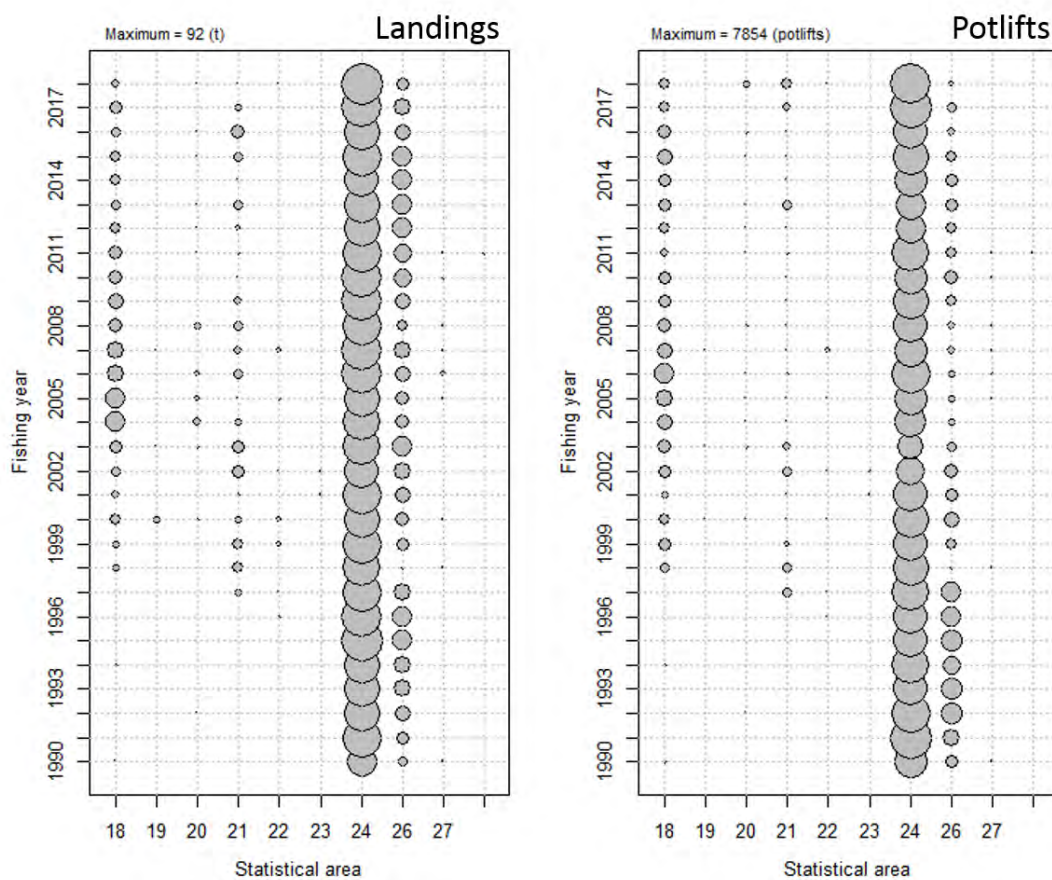 Maximum = 92 (t)
Landings
Fishing year
2017
2014
2011
2008
2005
2002
1999
1996
1993
1990
18 19 20 21 22 23 24 26 27
Statistical area
Maximum = 7854 (potlifts)
Potlifts
Fishing year
2017
2014
2011
2008
2005
2002
1999
1996
1993
1990
18 19 20 21 22 23 24 26 27
Statistical area